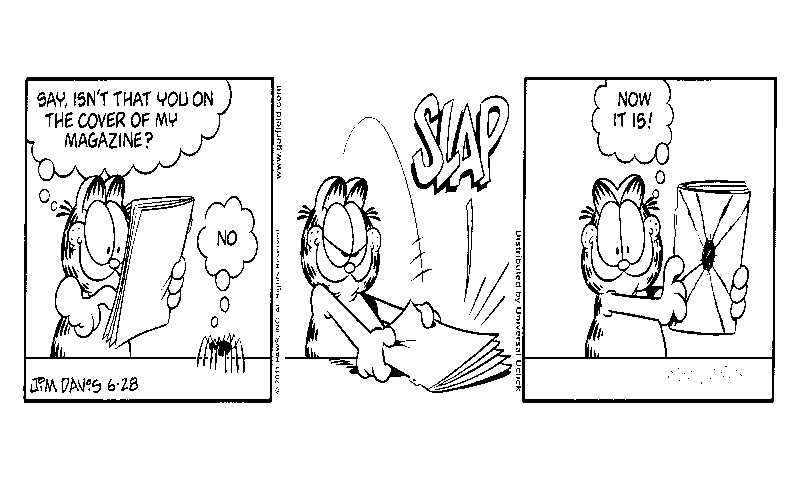 SAY, ISN'T THAT YOU ON
THE COVER OF MY
MAGAZINE?
NO
JIM DAVIS 6·28
www.garfield.com
SLAP
Distributed by Universal Uclick
NOW
IT IS!